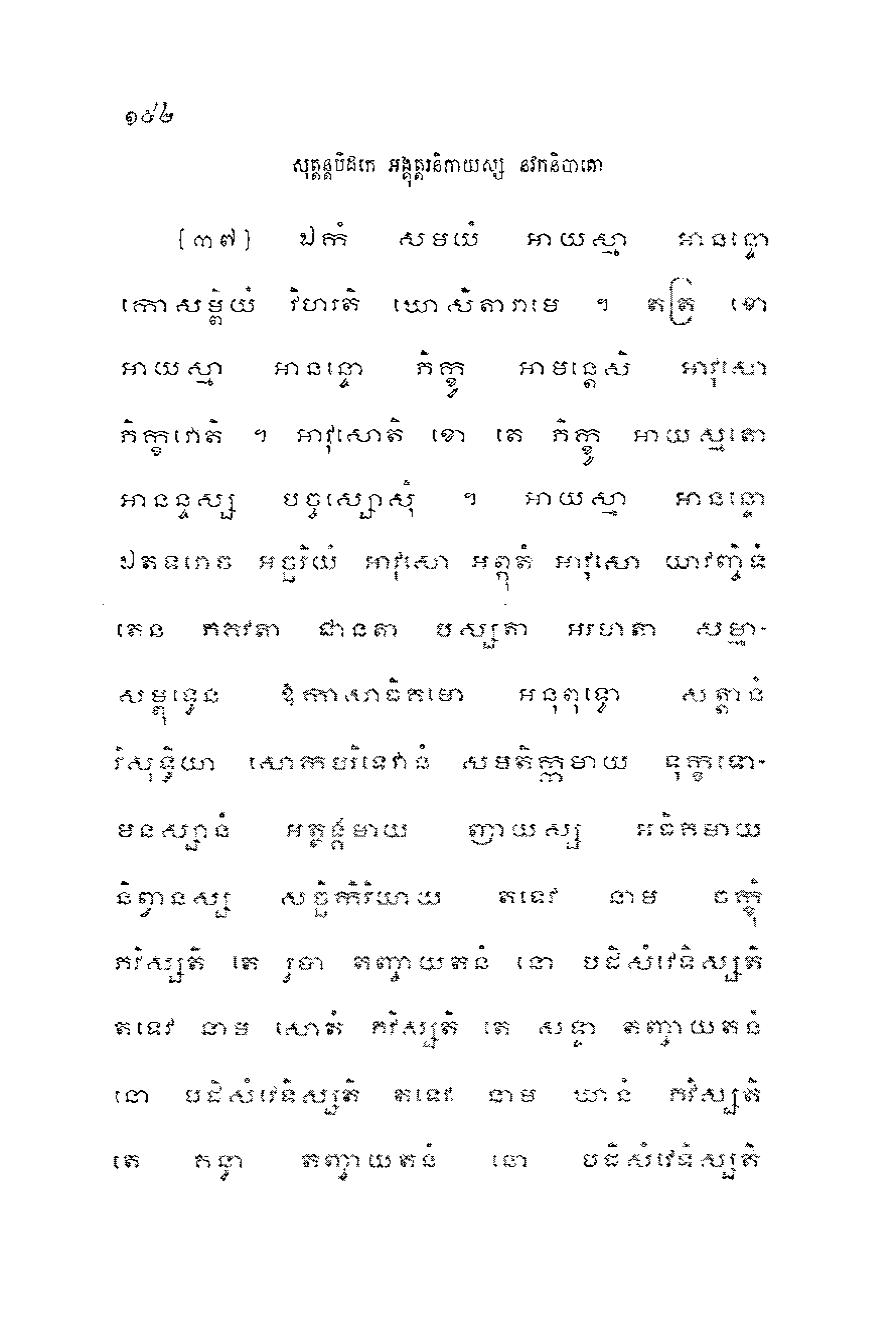 ១៩២
សុត្តន្តបិដកេ អង្គុត្តរនិកាយស្ស នវកនិបាតោ
[៣៧] ឯកំ សមយំ អាយស្មា អានន្ទោ
កោសម្ពិយំ វិហរតិ ឃោសិតារាមេ ។ តត្រ ខោ
អាយស្មា អានន្ទោ ភិក្ខូ អាមន្តេសិ អាវុសោ
ភិក្ខវោតិ ។ អាវុសោតិ ខោ តេ ភិក្ខូ អាយស្មតោ
អានន្ទស្ស បច្ចស្សោសុំ ។ អាយស្មា អានន្ទោ
ឯតទវោច អច្ឆរិយំ អាវុសោ អព្ភុតំ អាវុសោ យាវញ្ចិទំ
តេន ភគវតា ជានតា បស្សតា អរហតា សម្មា-
សម្ពុទ្ធេន ឱកាសាធិគមោ អនុពុទ្ធោ សត្តានំ
វិសុទ្ធិយា សោកបរិទេវានំ សមតិក្កមាយ ទុក្ខទោ-
មនស្សានំ អត្ថង្គមាយ ញាយស្ស អធិគមាយ
និព្វានស្ស សច្ឆិកិរិយាយ តទេវ នាម ចក្ខុំ
ភវិស្សតិ តេ រូបា តញ្ចាយតនំ នោ បដិសំវេទិស្សតិ
តទេវ នាម សោតំ ភវិស្សតិ តេ សទ្ទា តញ្ចាយតនំ
នោ បដិសំវេទិស្សតិ តទេវ នាម ឃានំ ភវិស្សតិ
តេ គន្ធា តញ្ចាយតនំ នោ បដិសំវេទិស្សតិ